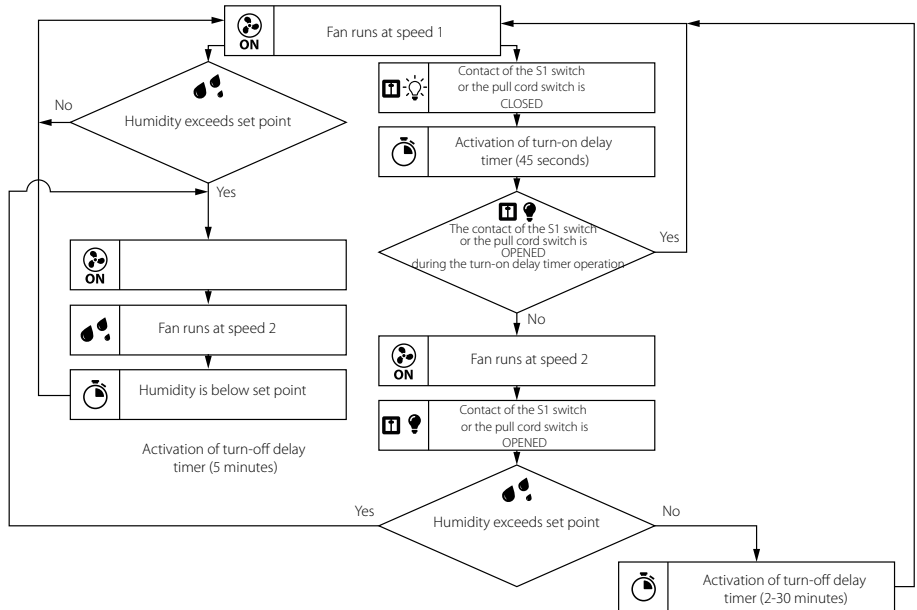 ON
Fan runs at speed 1
Contact of the S1 switch
or the pull cord switch is
CLOSED
No
Humidity exceeds set point
Activation of turn-on delay
timer (45 seconds)
Yes
The contact of the S1 switch
or the pull cord switch is
OPENED
during the turn-on delay timer operation
Yes
No
ON
Fan runs at speed 2
Humidity is below set point
Activation of turn-off delay
timer (5 minutes)
ON
Fan runs at speed 2
Contact of the S1 switch
or the pull cord switch is
OPENED
Yes
Humidity exceeds set point
No
Activation of turn-off delay
timer (2-30 minutes)